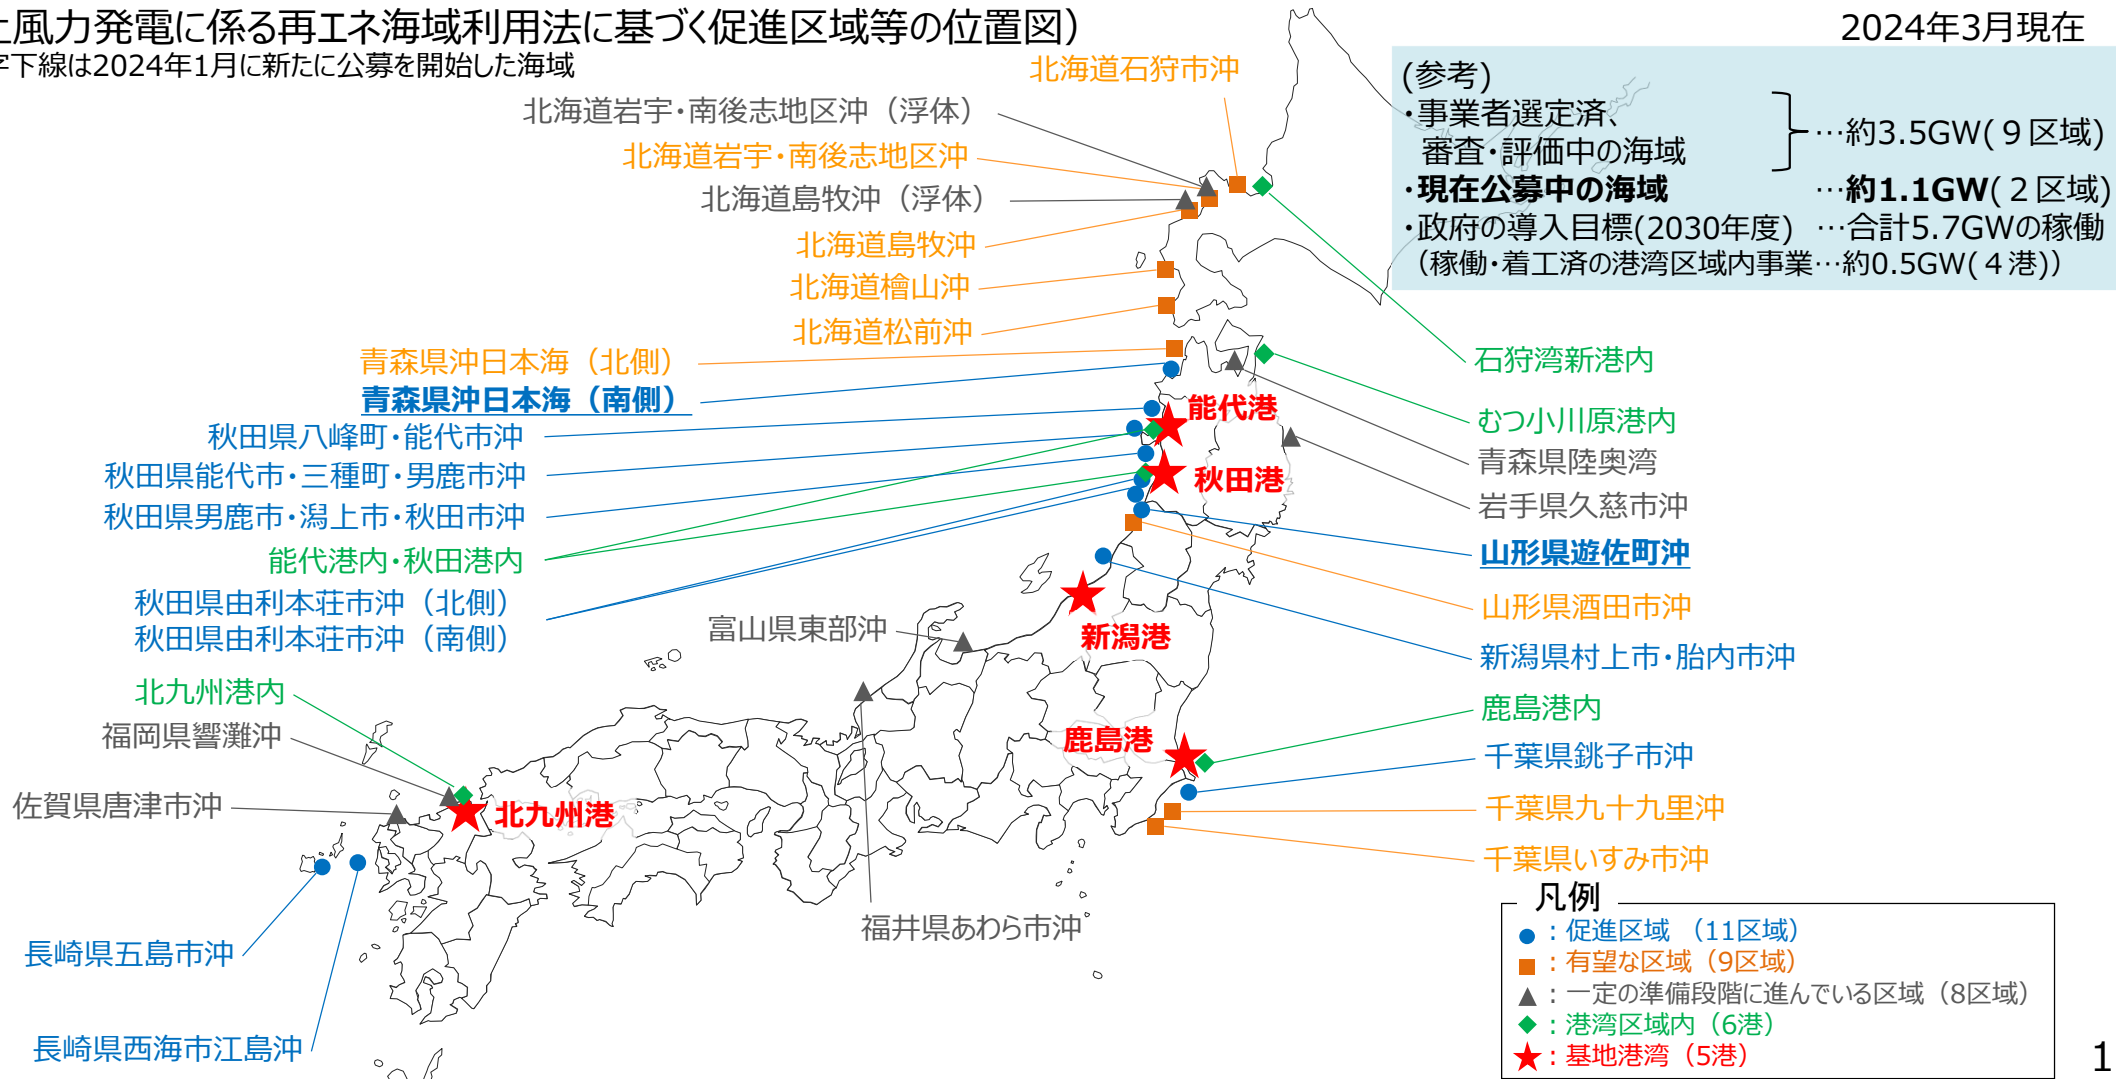 風力発電に係る再エネ海域利用法に基づく促進区域等の位置図）
下線は2024年1月に新たに公募を開始した海域
2024年3月現在
(参考)
・事業者選定済、
審査・評価中の海域
…約3.5GW(９区域)
・現在公募中の海域 …約1.1GW(２区域)
・政府の導入目標(2030年度) …合計5.7GWの稼働
（稼働・着工済の港湾区域内事業…約0.5GW(４港)）
北海道石狩市沖
北海道岩宇・南後志地区沖（浮体）
北海道岩宇・南後志地区沖
北海道島牧沖（浮体）
北海道島牧沖
北海道檜山沖
北海道松前沖
青森県沖日本海（北側）
青森県沖日本海（南側）
秋田県八峰町・能代市沖
秋田県能代市・三種町・男鹿市沖
秋田県男鹿市・潟上市・秋田市沖
能代港内・秋田港内
秋田県由利本荘市沖（北側）
秋田県由利本荘市沖（南側）
富山県東部沖
北九州港内
福岡県響灘沖
佐賀県唐津市沖
長崎県五島市沖
長崎県西海市江島沖
福井県あわら市沖
能代港
秋田港
新潟港
鹿島港
北九州港
石狩湾新港内
むつ小川原港内
青森県陸奥湾
岩手県久慈市沖
山形県遊佐町沖
山形県酒田市沖
新潟県村上市・胎内市沖
鹿島港内
千葉県銚子市沖
千葉県九十九里沖
千葉県いすみ市沖
凡例
：促進区域 （11区域）
：有望な区域（9区域）
：一定の準備段階に進んでいる区域（8区域）
：港湾区域内（6港）
：基地港湾（5港）
1